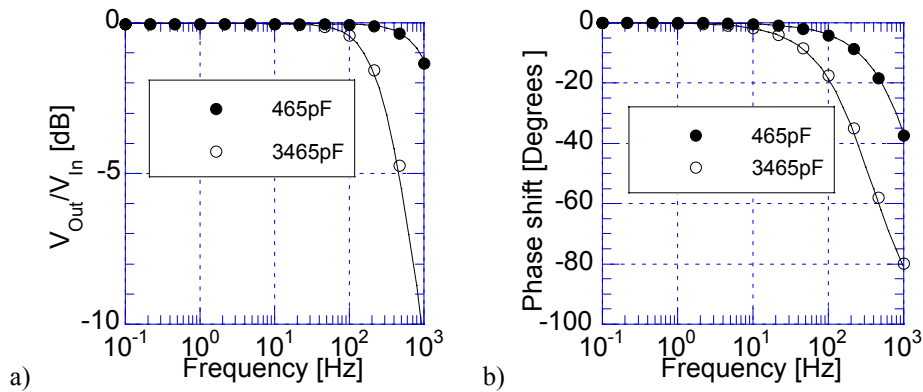 0
-5
-10
V_Out/V_In [dB]
465pF
3465pF
10^-1 10^0 10^1 10^2 10^3
Frequency [Hz]
a)
0
-20
-40
-60
-80
-100
Phase shift [Degrees ]
465pF
3465pF
10^-1 10^0 10^1 10^2 10^3
Frequency [Hz]
b)